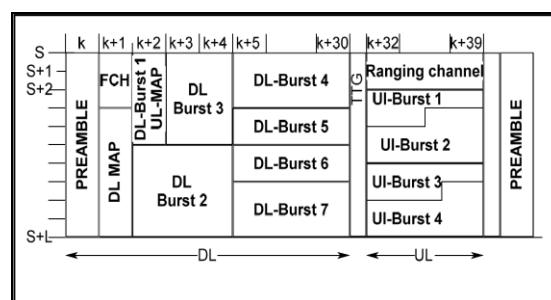 k k+1 k+2 k+3 k+4 k+5 k+30 k+32 k+39
S
S+1
S+2
S+L
PREAMBLE
FCH
DL MAP
DL-Burst 1
UL-MAP
DL
Burst 3
DL
Burst 2
DL-Burst 4
DL-Burst 5
DL-Burst 6
DL-Burst 7
TTG
Ranging channel
UI-Burst 1
UI-Burst 2
UI-Burst 3
UI-Burst 4
PREAMBLE
DL
UL